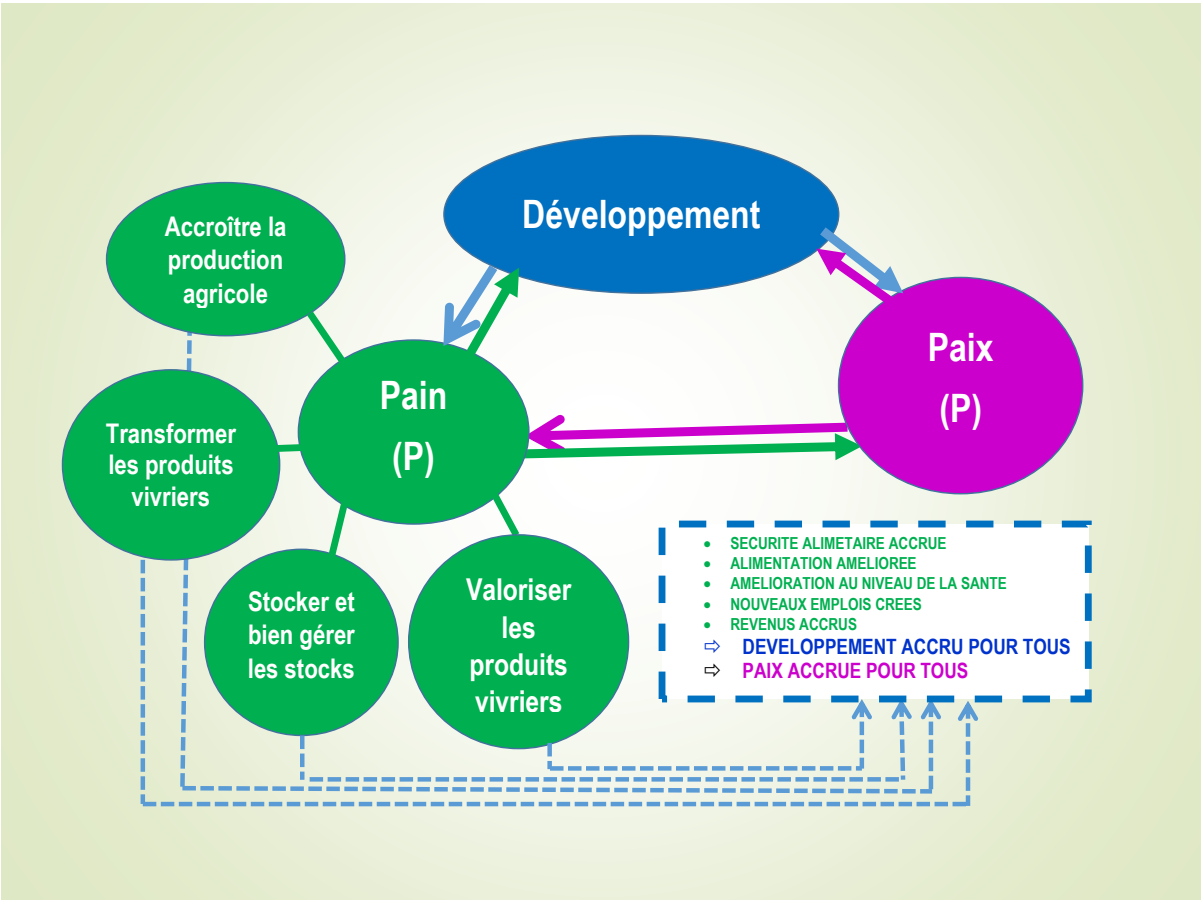 Développement
Accroître la
production
agricole
Paix
(P)
Pain
(P)
Transformer
les produits
vivriers
Stocker et
bien gérer
les stocks
Valoriser
les
produits
vivriers
• SECURITE ALIMETAIRE ACCRUE
• ALIMENTATION AMELIOREE
• AMELIORATION AU NIVEAU DE LA SANTE
• NOUVEAUX EMPLOIS CREES
• REVENUS ACCRUS
⇨ DEVELOPPEMENT ACCRU POUR TOUS
⇨ PAIX ACCRUE POUR TOUS